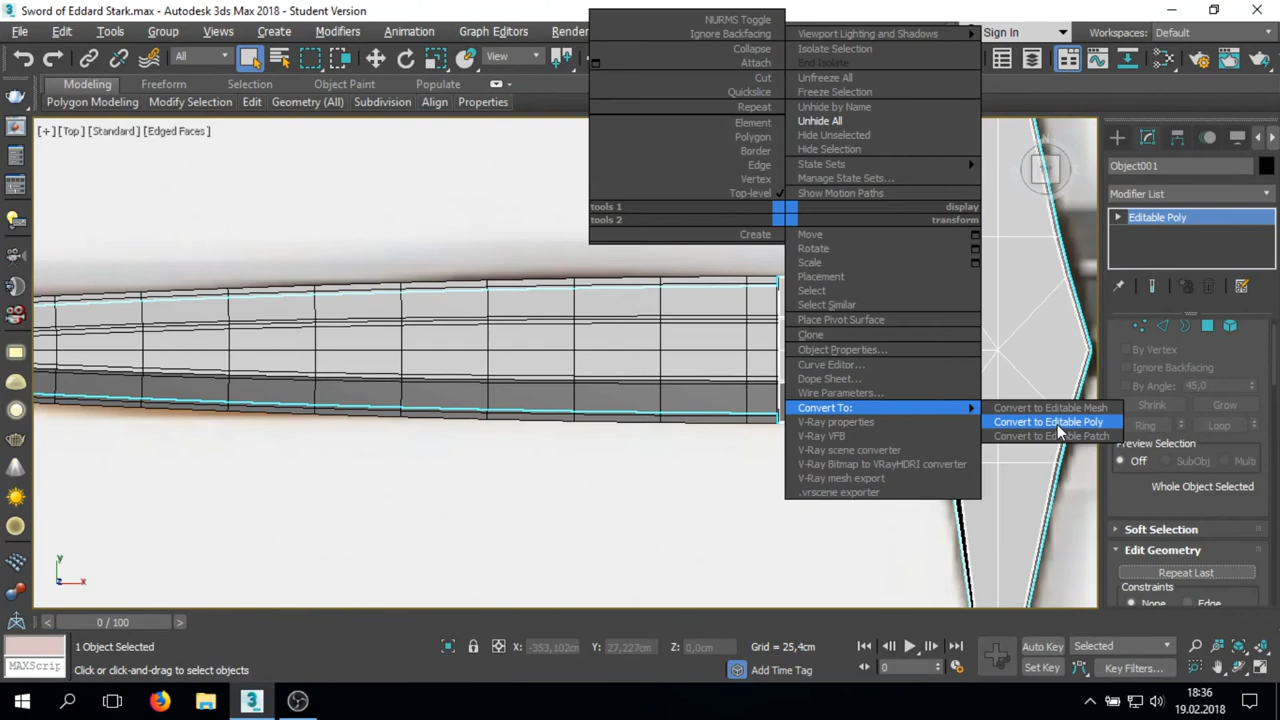 Sword of Eddard Stark.max - Autodesk 3ds Max 2018 - Student Version
File Edit Tools Group Views Create Modifiers Animation Graph Editors Sign In Workspaces: Default
All View
Modeling Freeform Selection Object Paint Populate
Polygon Modeling Modify Selection Edit Geometry (All) Subdivision Align Properties
[+] [Top] [Standard] [Edged Faces]
NURMS Toggle
Ignore Backfacing
Collapse
Attach
Cut
Quickslice
Repeat
Element
Polygon
Border
Edge
Vertex
Top-level
tools 1
tools 2
Create
Viewport Lighting and Shadows
Isolate Selection
End Isolate
Unfreeze All
Freeze Selection
Unhide by Name
Unhide All
Hide Unselected
Hide Selection
State Sets
Manage State Sets...
Show Motion Paths
display
transform
Move
Rotate
Scale
Placement
Select
Select Similar
Place Pivot Surface
Clone
Object Properties...
Curve Editor...
Dope Sheet...
Wire Parameters...
Convert To:
V-Ray properties
V-Ray VFB
V-Ray scene converter
V-Ray Bitmap to VRayHDRI converter
V-Ray mesh export
.vrscene exporter
Convert to Editable Mesh
Convert to Editable Poly
Convert to Editable Patch
Object001
Modifier List
Editable Poly
By Vertex
Ignore Backfacing
By Angle: 45,0
Shrink Grow
Ring Loop
Preview Selection
Off SubObj Multi
Whole Object Selected
Soft Selection
Edit Geometry
Repeat Last
Constraints
None Edge
y
z x
0 / 100
1 Object Selected
X: -353,102cm Y: 27,227cm Z: 0,0cm Grid = 25,4cm
Auto Key Selected
MAXScrip
Click or click-and-drag to select objects
Add Time Tag
0
Set Key Key Filters...
3
18:36
19.02.2018